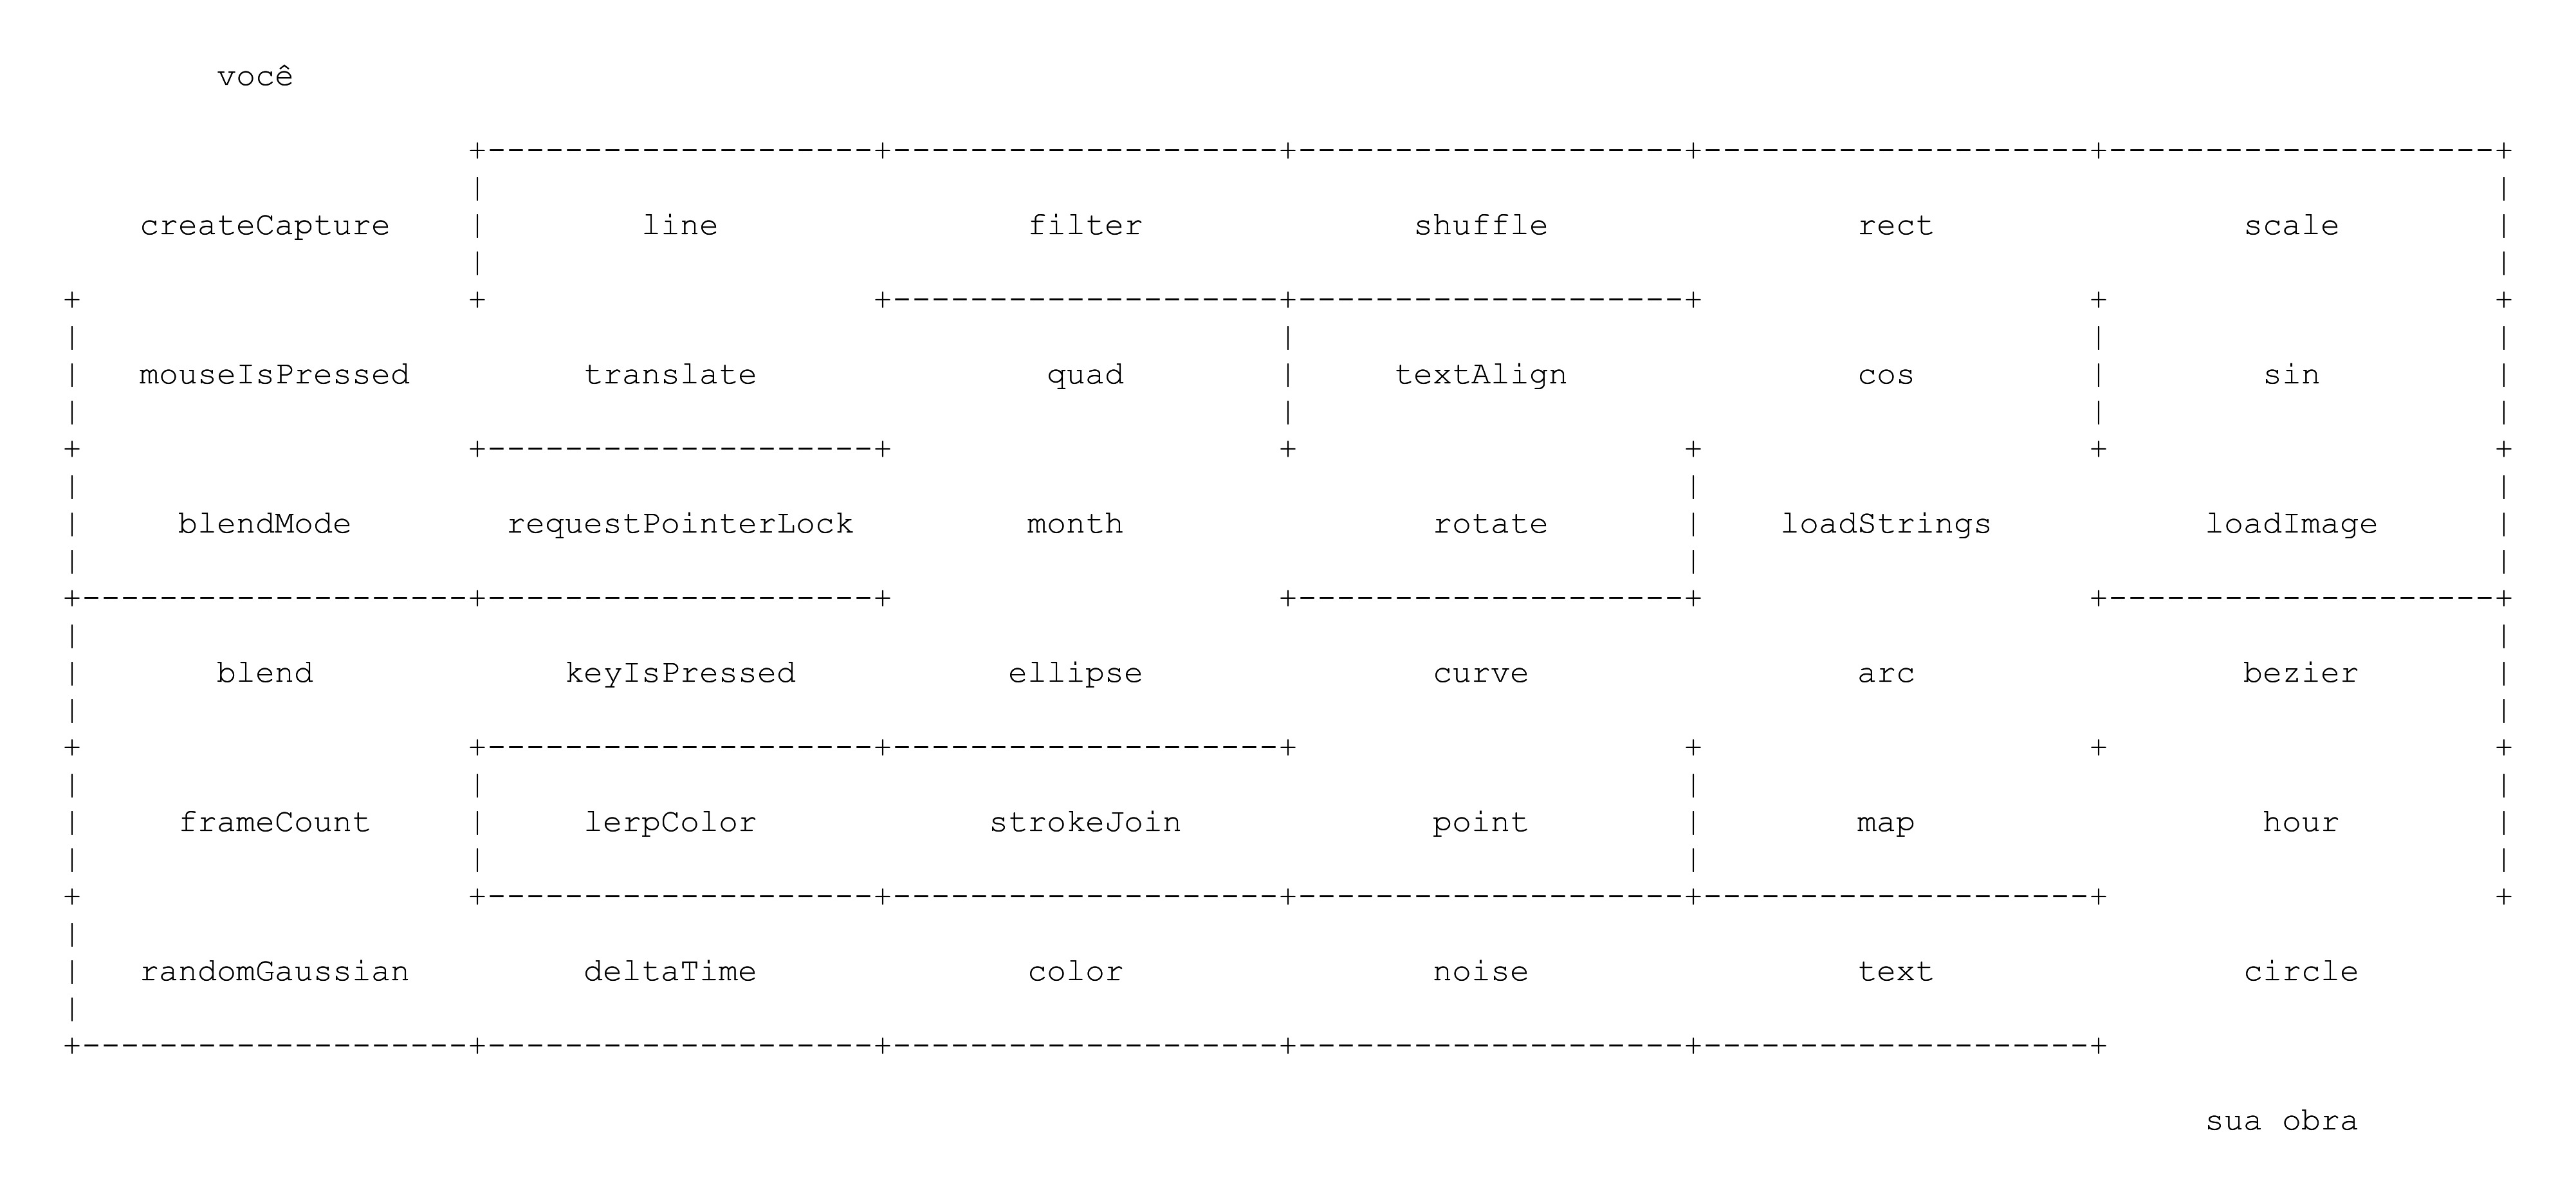 você
createCapture line filter shuffle rect scale
mouseIsPressed translate quad textAlign cos sin
blendMode requestPointerLock month rotate loadStrings loadImage
blend keyIsPressed ellipse curve arc bezier
frameCount lerpColor strokeJoin point map hour
randomGaussian deltaTime color noise text circle
sua obra